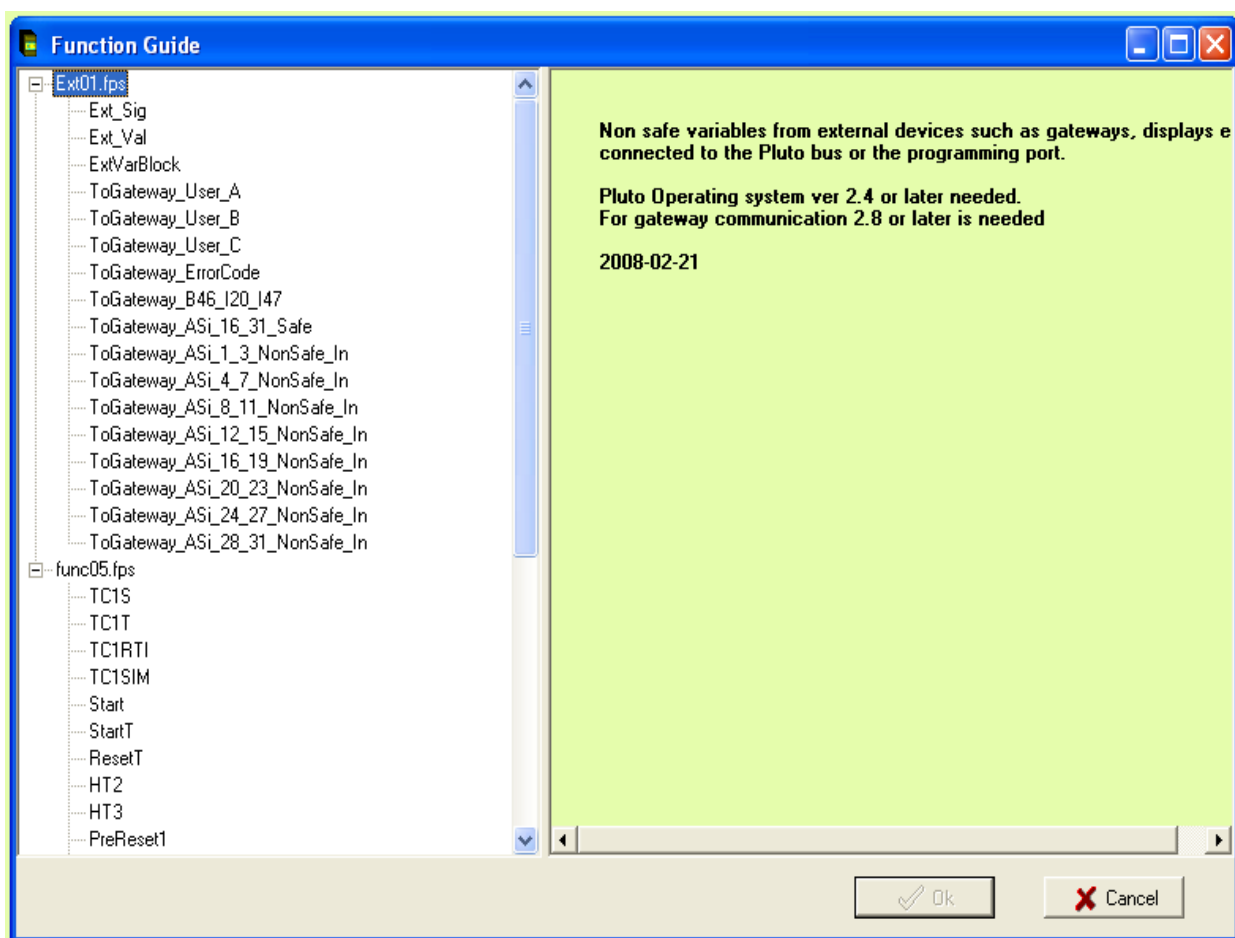 Function Guide
Ext01.fps
Ext_Sig
Ext_Val
ExtVarBlock
ToGateway_User_A
ToGateway_User_B
ToGateway_User_C
ToGateway_ErrorCode
ToGateway_B46_I20_I47
ToGateway_ASi_16_31_Safe
ToGateway_ASi_1_3_NonSafe_In
ToGateway_ASi_4_7_NonSafe_In
ToGateway_ASi_8_11_NonSafe_In
ToGateway_ASi_12_15_NonSafe_In
ToGateway_ASi_16_19_NonSafe_In
ToGateway_ASi_20_23_NonSafe_In
ToGateway_ASi_24_27_NonSafe_In
ToGateway_ASi_28_31_NonSafe_In
func05.fps
TC1S
TC1T
TC1RTI
TC1SIM
Start
StartT
ResetT
HT2
HT3
PreReset1
Non safe variables from external devices such as gateways, displays e
connected to the Pluto bus or the programming port.
Pluto Operating system ver 2.4 or later needed.
For gateway communication 2.8 or later is needed
2008-02-21
Ok
Cancel